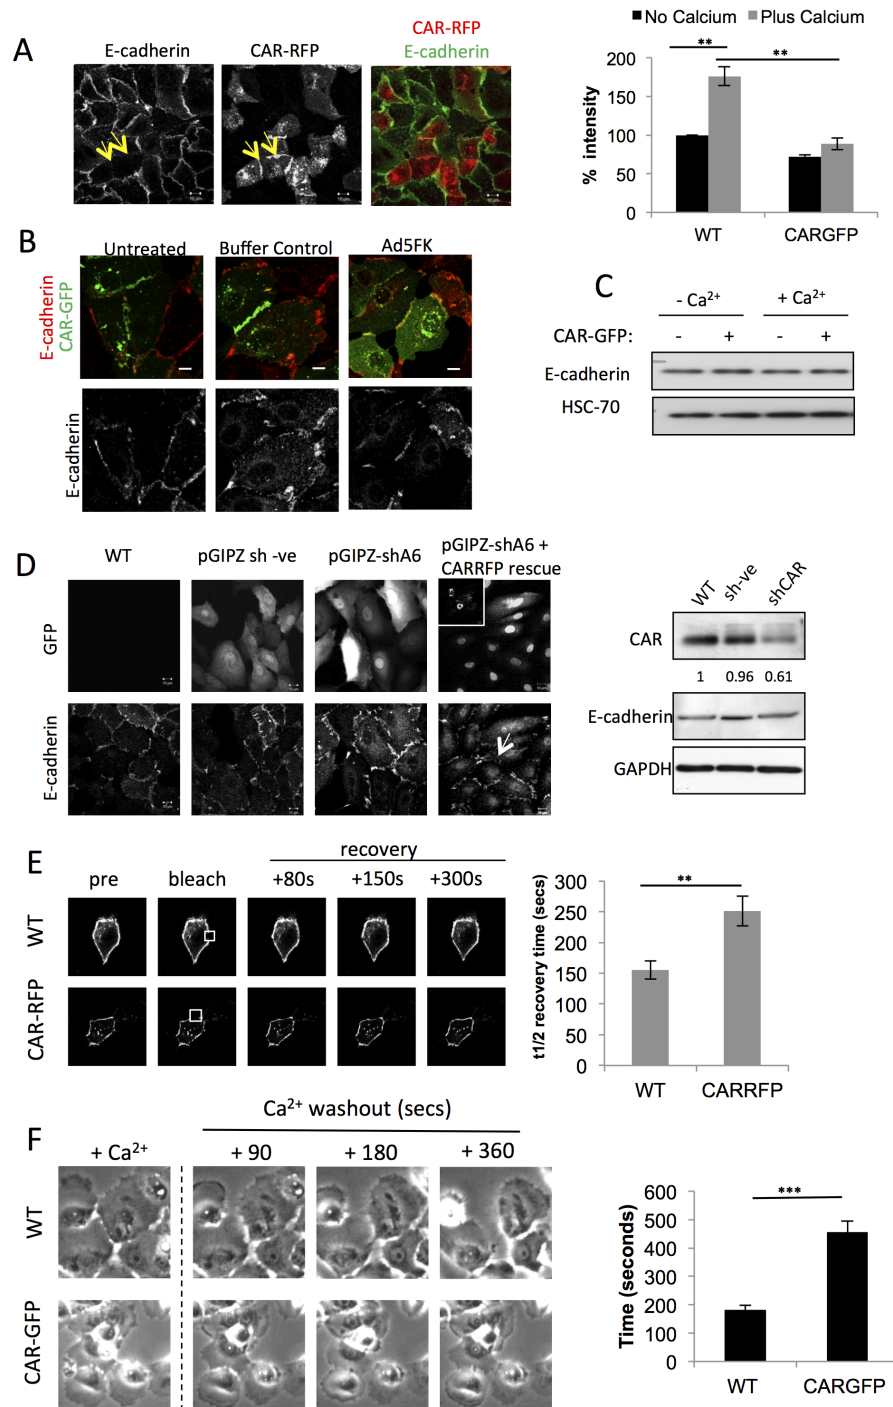 A
E-cadherin
CAR-RFP
CAR-RFP
E-cadherin
No Calcium
Plus Calcium
**
**
% intensity
200
150
100
50
0
WT
CARGFP
B
Untreated
Buffer Control
Ad5FK
E-cadherin
CAR-GFP
E-cadherin
C
- Ca2+
+ Ca2+
CAR-GFP:
-
+
-
+
E-cadherin
HSC-70
D
WT
pGIPZ sh -ve
pGIPZ-shA6
pGIPZ-shA6 +
CARRFP rescue
GFP
E-cadherin
WT
sh-ve
shCAR
CAR
1
0.96
0.61
E-cadherin
GAPDH
E
recovery
pre
bleach
+80s
+150s
+300s
WT
CAR-RFP
**
t1/2 recovery time (secs)
300
250
200
150
100
50
0
WT
CARRFP
F
Ca2+ washout (secs)
+ Ca2+
+ 90
+ 180
+ 360
WT
CAR-GFP
***
Time (seconds)
600
500
400
300
200
100
0
WT
CARGFP